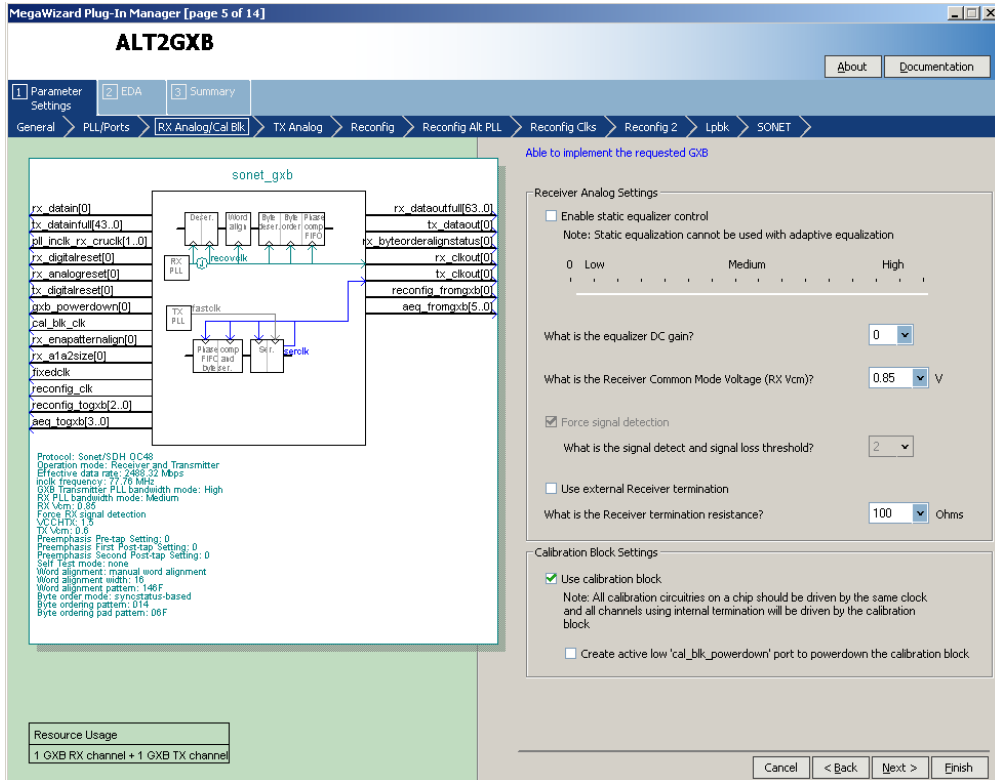 MegaWizard Plug-In Manager [page 5 of 14]
ALT2GXB
About
Documentation
1 Parameter Settings
2 EDA
3 Summary
General
PLL/Ports
RX Analog/Cal Blk
TX Analog
Reconfig
Reconfig Alt PLL
Reconfig Clks
Reconfig 2
Lpbk
SONET
sonet_gxb
rx_datain[0]
tx_datainfull[43..0]
pll_inclk_rx_cruclk[1..0]
rx_digitalreset[0]
rx_analogreset[0]
tx_digitalreset[0]
gxb_powerdown[0]
cal_blk_clk
rx_enapatternalign[0]
rx_a1a2size[0]
fixedclk
reconfig_clk
reconfig_togxb[2..0]
aeq_togxb[3..0]
Deser.
Word align
Byte deser.
Byte order
Phase comp FIFO
RX PLL
recovclk
TX PLL
fastclk
Phase comp FIFO and byte ser.
Ser.
serclk
rx_dataoutfull[63..0]
tx_dataout[0]
rx_byteorderalignstatus[0]
rx_clkout[0]
tx_clkout[0]
reconfig_fromgxb[0]
aeq_fromgxb[5..0]
Protocol: Sonet/SDH OC48
Operation mode: Receiver and Transmitter
Effective data rate: 2488.32 Mbps
inclk frequency: 77.76 MHz
GXB Transmitter PLL bandwidth mode: High
RX PLL bandwidth mode: Medium
RX Vcm: 0.85
Force RX signal detection
VCCHTX: 1.5
TX Vcm: 0.6
Preemphasis Pre-tap Setting: 0
Preemphasis First Post-tap Setting: 0
Preemphasis Second Post-tap Setting: 0
Self Test mode: none
Word alignment: manual word alignment
Word alignment width: 16
Word alignment pattern: 146F
Byte order mode: syncstatus-based
Byte ordering pattern: 014
Byte ordering pad pattern: 06F
Resource Usage
1 GXB RX channel + 1 GXB TX channel
Able to implement the requested GXB
Receiver Analog Settings
Enable static equalizer control
Note: Static equalization cannot be used with adaptive equalization
0 Low Medium High
What is the equalizer DC gain? 0
What is the Receiver Common Mode Voltage (RX Vcm)? 0.85 V
Force signal detection
What is the signal detect and signal loss threshold? 2
Use external Receiver termination
What is the Receiver termination resistance? 100 Ohms
Calibration Block Settings
Use calibration block
Note: All calibration circuitries on a chip should be driven by the same clock
and all channels using internal termination will be driven by the calibration
block
Create active low 'cal_blk_powerdown' port to powerdown the calibration block
Cancel
< Back
Next >
Finish